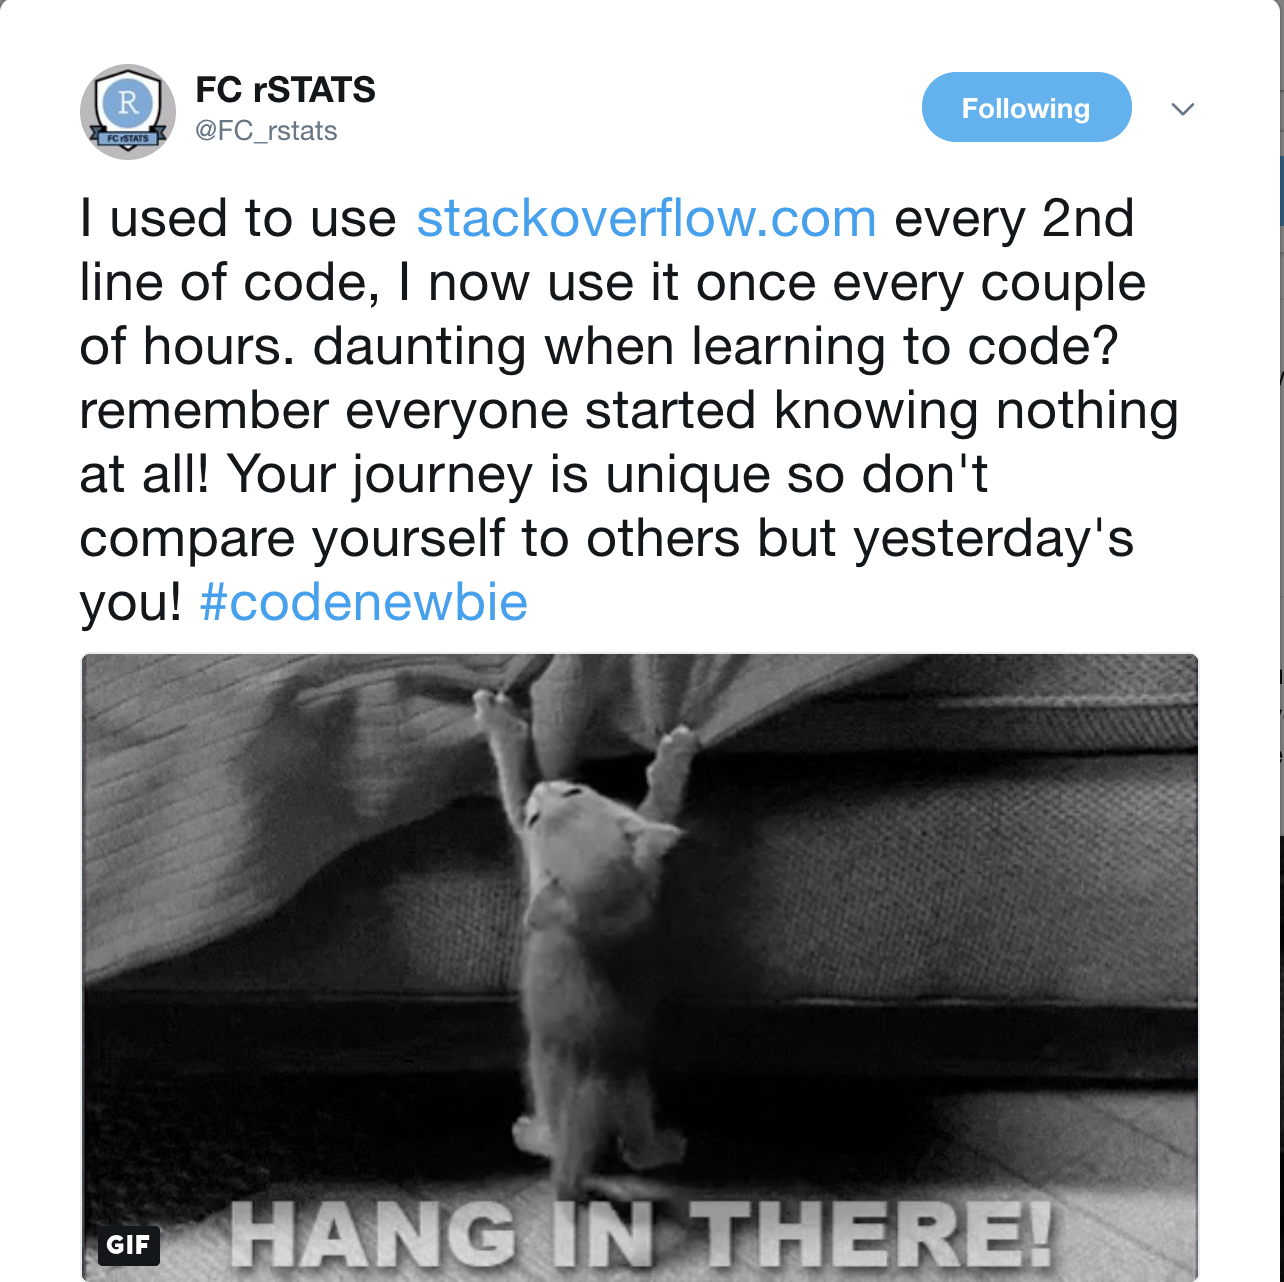 R
FC rSTATS
FC rSTATS
@FC_rstats
Following
I used to use stackoverflow.com every 2nd
line of code, I now use it once every couple
of hours. daunting when learning to code?
remember everyone started knowing nothing
at all! Your journey is unique so don't
compare yourself to others but yesterday's
you! #codenewbie
HANG IN THERE!
GIF